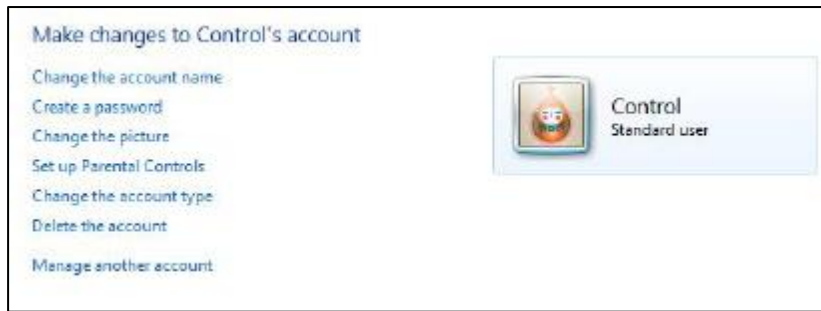 Make changes to Control's account
Change the account name
Create a password
Change the picture
Set up Parental Controls
Change the account type
Delete the account
Manage another account
Control
Standard user